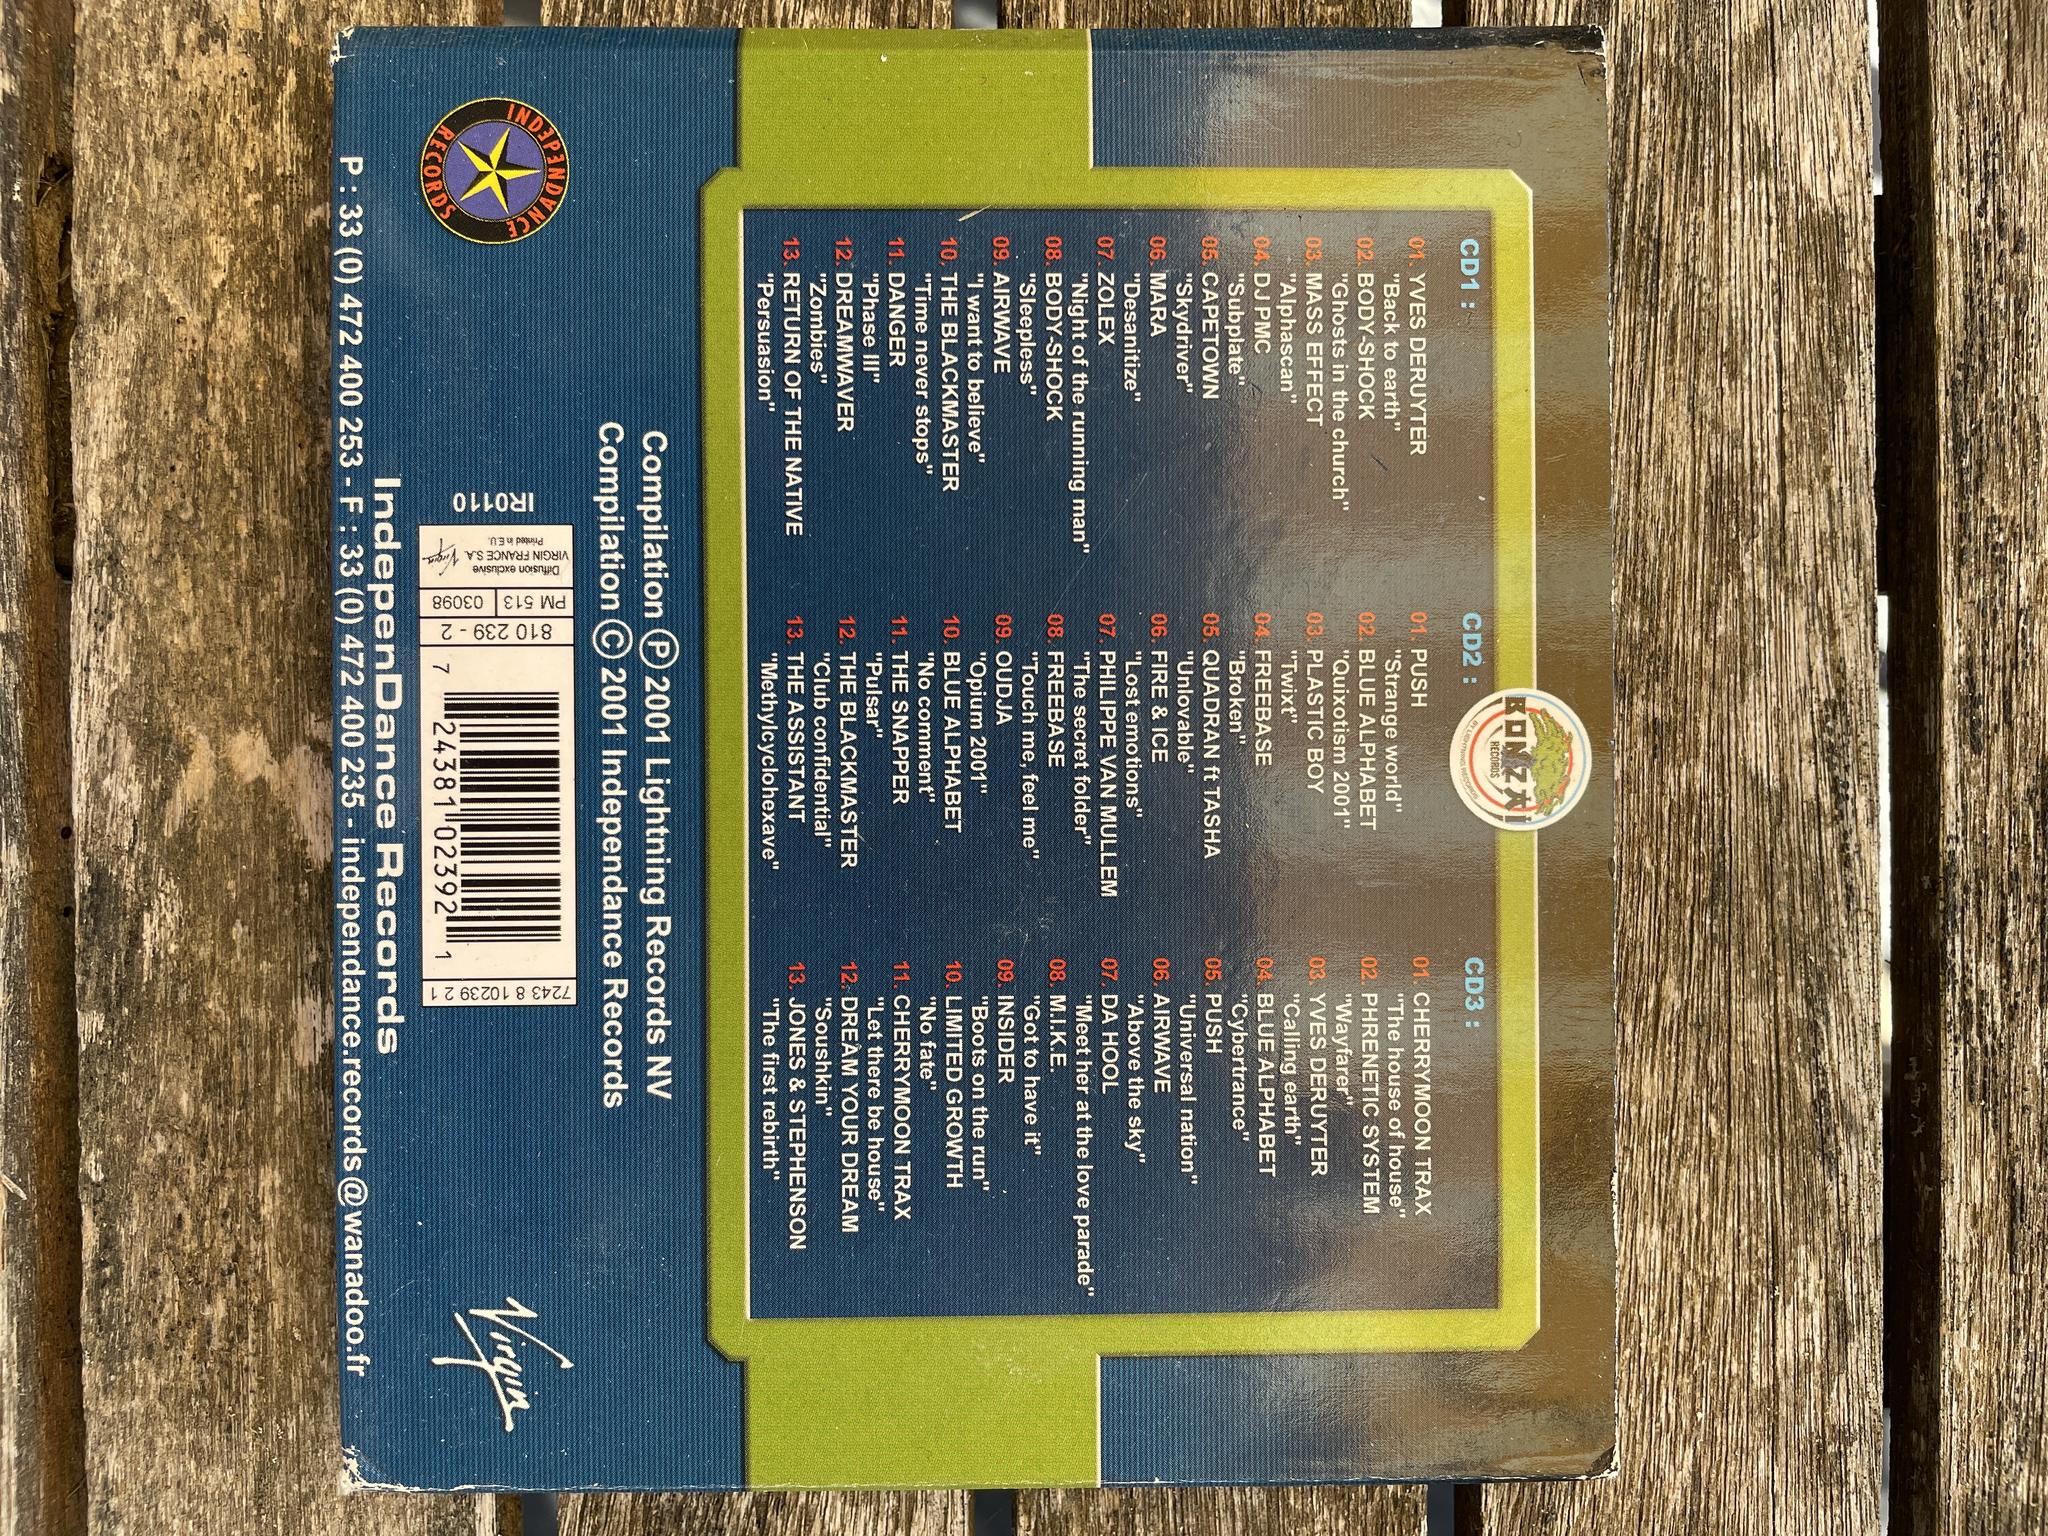 CD1 :
01. YVES DERUYTER
"Back to earth"
02. BODY-SHOCK
"Ghosts in the church"
03. MASS EFFECT
"Alphascan"
04. DJ PMC
"Subplate"
05. CAPETOWN
"Skydriver"
06. MARA
"Desanitize"
07. ZOLEX
"Night of the running man"
08. BODY-SHOCK
"Sleepless"
09. AIRWAVE
"I want to believe"
10. THE BLACKMASTER
"Time never stops"
11. DANGER
"Phase III"
12. DREAMWAVER
"Zombies"
13. RETURN OF THE NATIVE
"Persuasion"
CD2 :
01. PUSH
"Strange world"
02. BLUE ALPHABET
"Quixotism 2001"
03. PLASTIC BOY
"Twixt"
04. FREEBASE
"Broken"
05. QUADRAN ft TASHA
"Unlovable"
06. FIRE & ICE
"Lost emotions"
07. PHILIPPE VAN MULLEM
"The secret folder"
08. FREEBASE
"Touch me, feel me"
09. OUDJA
"Opium 2001"
10. BLUE ALPHABET
"No comment"
11. THE SNAPPER
"Pulsar"
12. THE BLACKMASTER
"Club confidential"
13. THE ASSISTANT
"Methylcyclohexave"
CD3 :
01. CHERRYMOON TRAX
"The house of house"
02. PHRENETIC SYSTEM
"Wayfarer"
03. YVES DERUYTER
"Calling earth"
04. BLUE ALPHABET
"Cybertrance"
05. PUSH
"Universal nation"
06. AIRWAVE
"Above the sky"
07. DA HOOL
"Meet her at the love parade"
08. M.I.K.E.
"Got to have it"
09. INSIDER
"Boots on the run"
10. LIMITED GROWTH
"No fate"
11. CHERRYMOON TRAX
"Let there be house"
12. DREAM YOUR DREAM
"Soushkin"
13. JONES & STEPHENSON
"The first rebirth"
BONZAI
RECORDS
BY LIGHTNING RECORDS
Compilation Ⓟ 2001 Lightning Records NV
Compilation Ⓒ 2001 Independance Records
INDEPENDANCE
RECORDS
IR0110
Diffusion exclusive
VIRGIN FRANCE S.A.
Printed in E.U.
Virgin
PM 513
03098
810 239 - 2
7 24381 02392 1
7243 8 10239 2 1
Virgin
IndepenDance Records
P : 33 (0) 472 400 253 - F : 33 (0) 472 400 235 - independance.records@wanadoo.fr